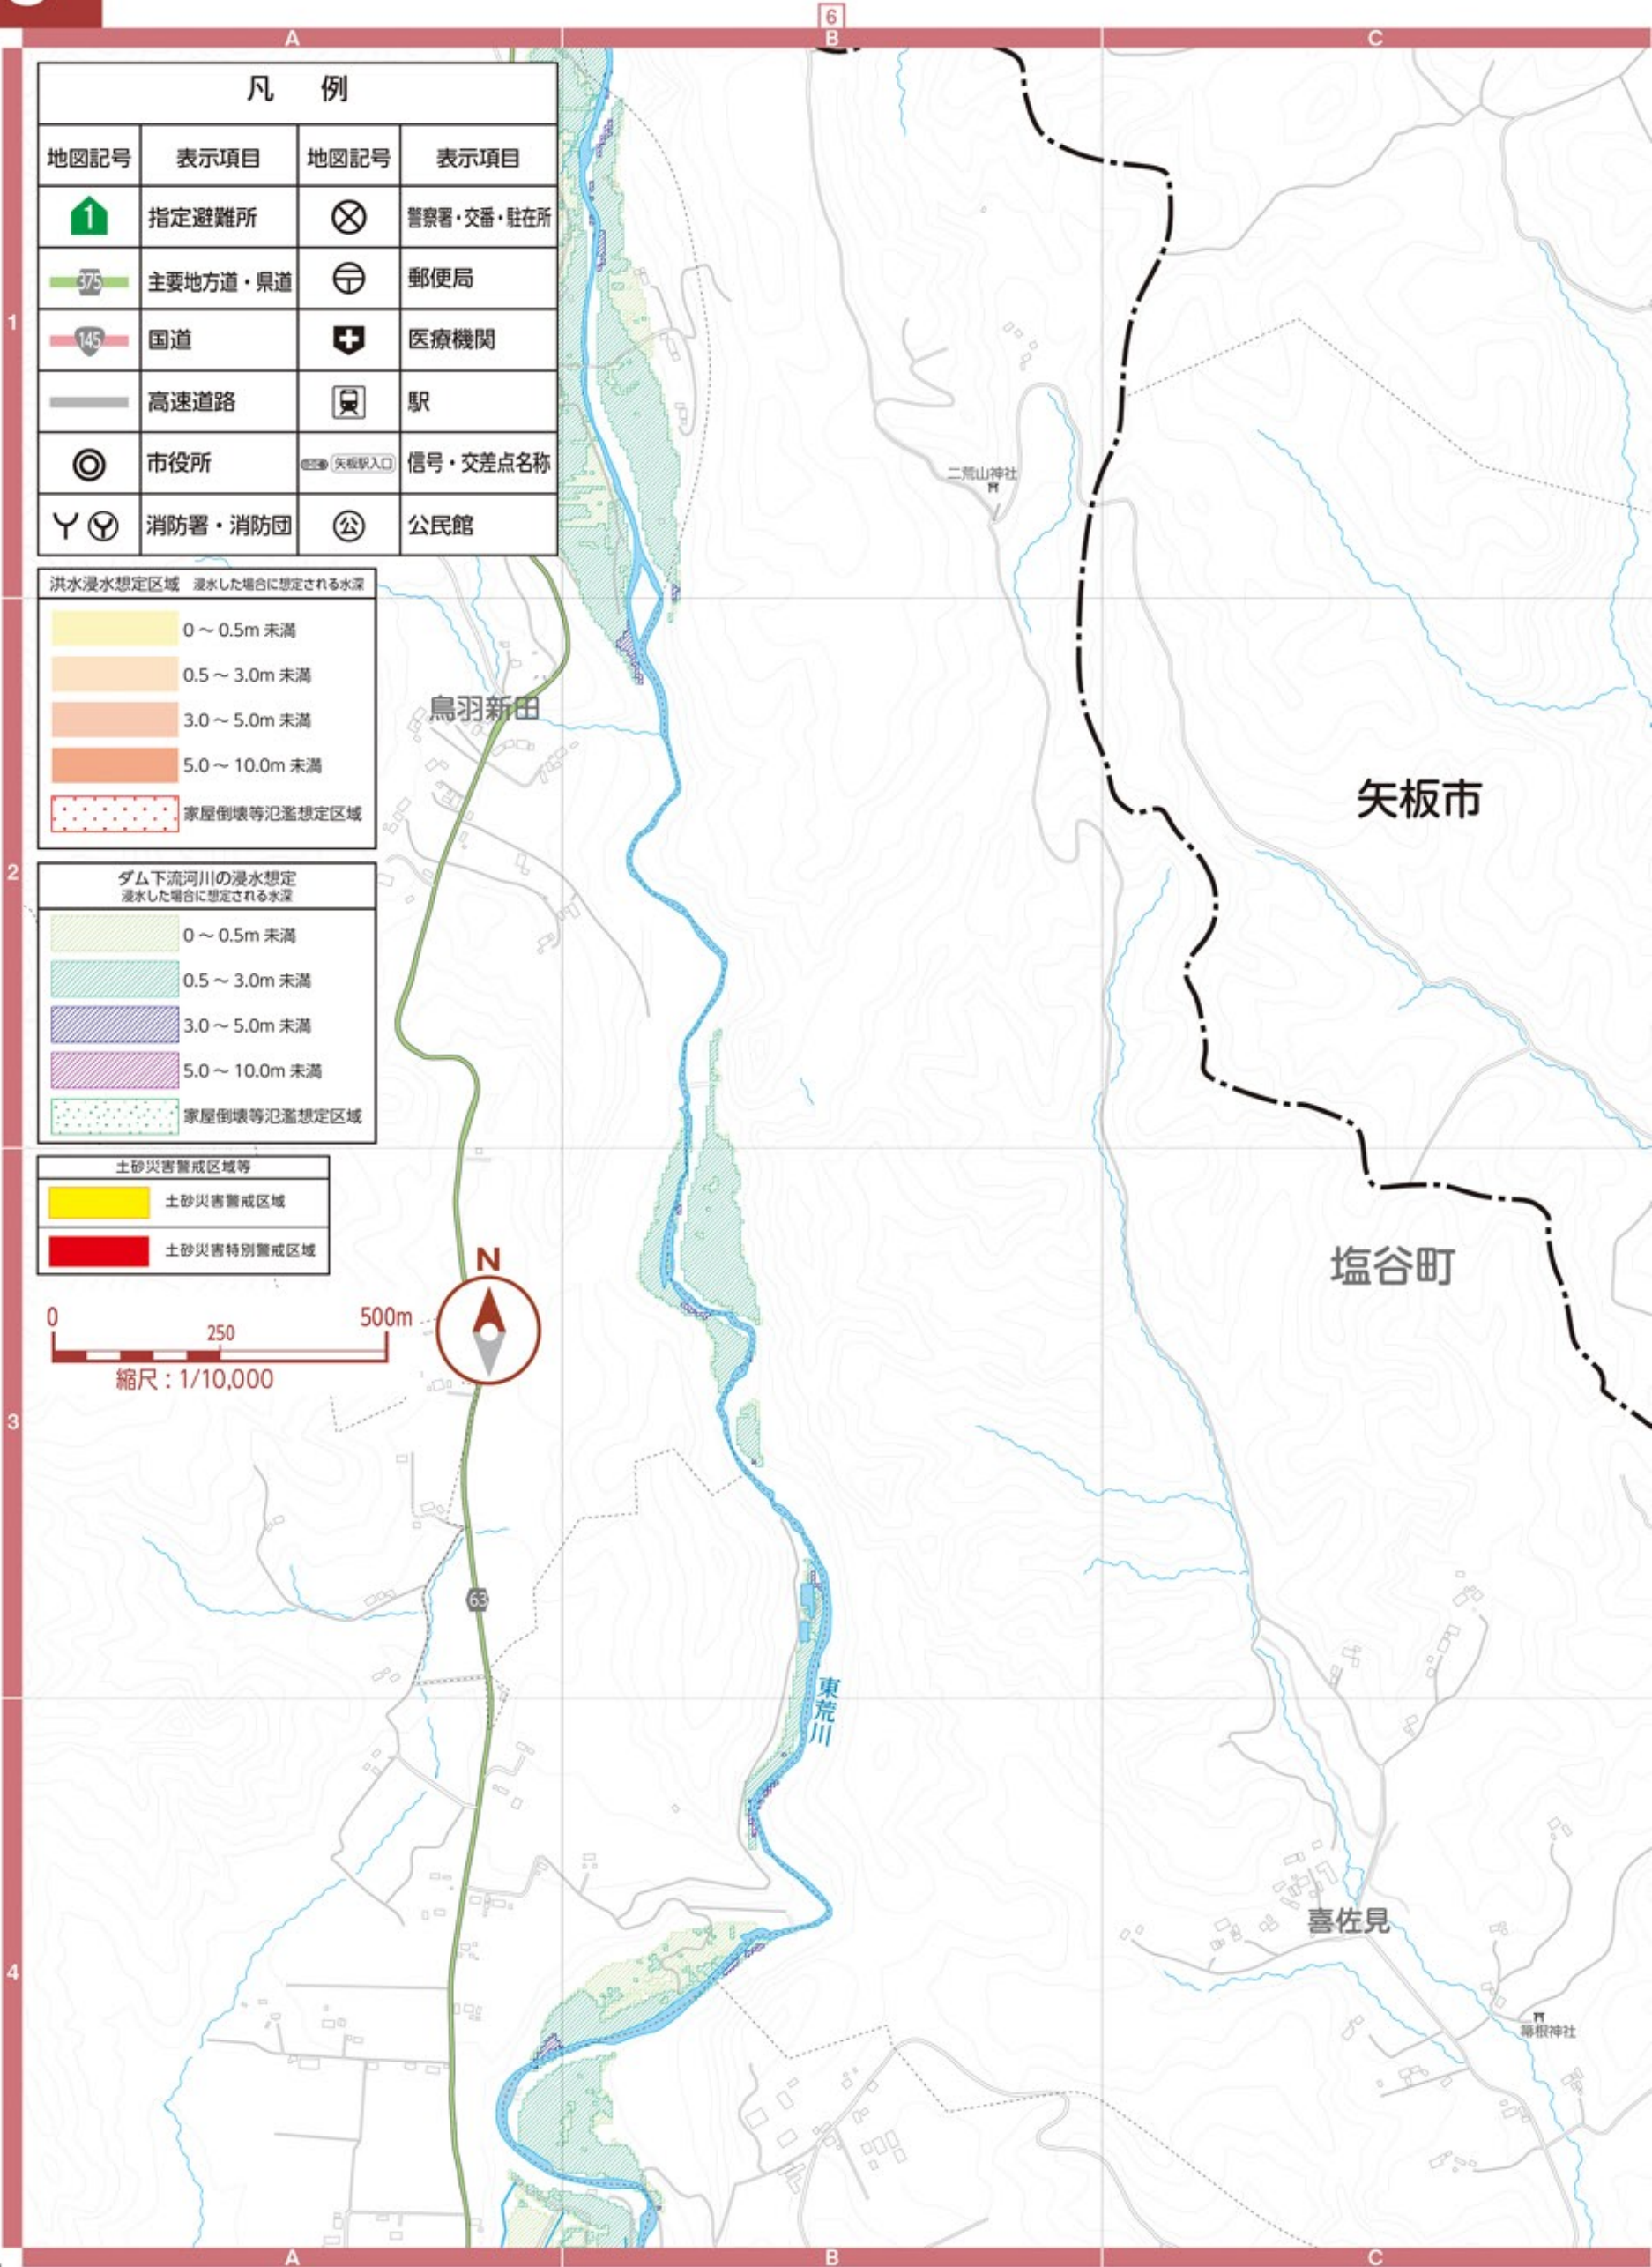 6
A B C
凡 例
地図記号 表示項目 地図記号 表示項目
1 指定避難所 警察署・交番・駐在所
375 主要地方道・県道 郵便局
145 国道 医療機関
高速道路 駅
市役所 矢板駅入口 信号・交差点名称
消防署・消防団 公 公民館
洪水浸水想定区域 浸水した場合に想定される水深
0～0.5m 未満
0.5～3.0m 未満
3.0～5.0m 未満
5.0～10.0m 未満
家屋倒壊等氾濫想定区域
ダム下流河川の浸水想定
浸水した場合に想定される水深
0～0.5m 未満
0.5～3.0m 未満
3.0～5.0m 未満
5.0～10.0m 未満
家屋倒壊等氾濫想定区域
土砂災害警戒区域等
土砂災害警戒区域
土砂災害特別警戒区域
N
0 250 500m
縮尺：1/10,000
1
2
3
4
二荒山神社
鳥羽新田
矢板市
塩谷町
63
東荒川
喜佐見
箒根神社
A B C